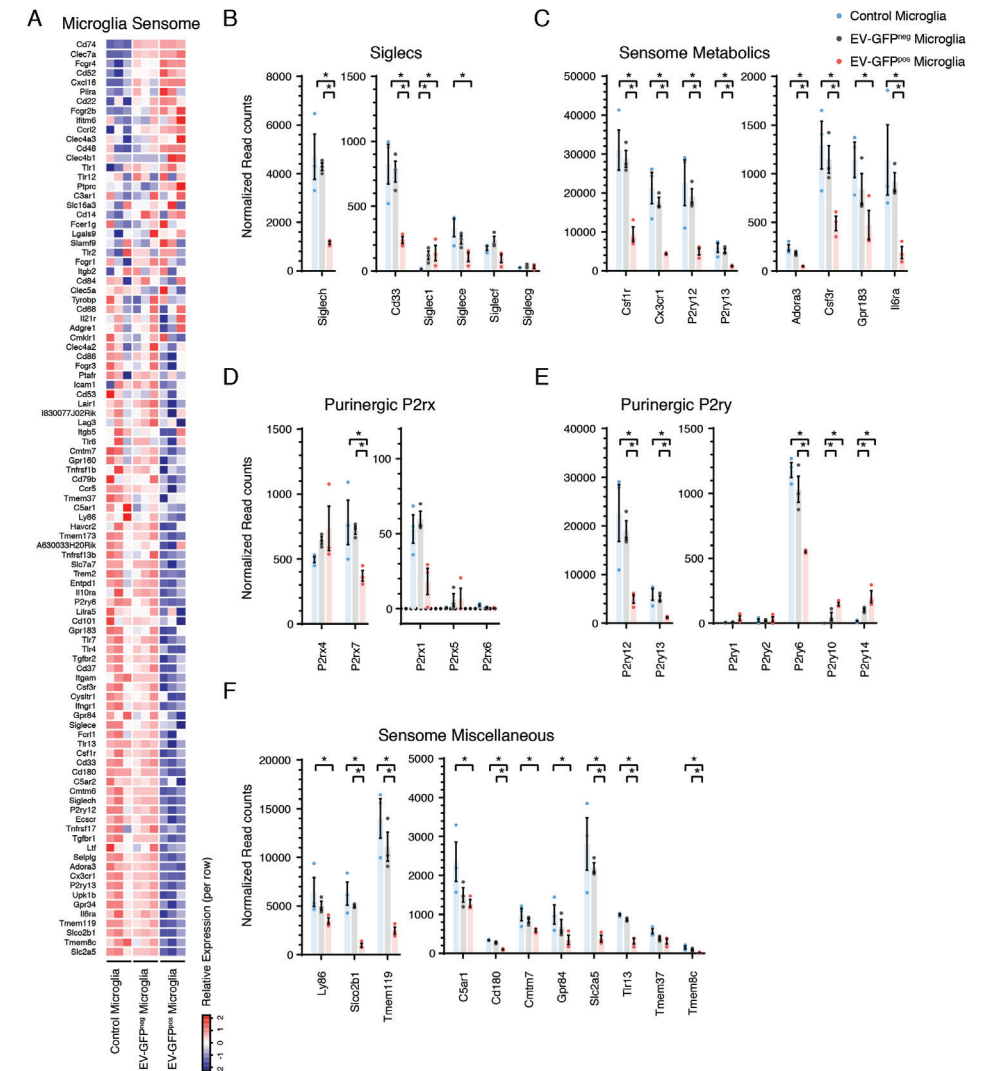 A
Microglia Sensome
Cd74
Clec7a
Fcgr4
Cd52
Cxcl16
Pilra
Cd22
Fcgr2b
Ifitm6
Ccrl2
Clec4a3
Cd48
Clec4b1
Tlr1
Tlr12
Ptprc
C3ar1
Slc16a3
Cd14
Fcer1g
Lgals9
Slamf9
Tlr2
Fcgr1
Itgb2
Cd84
Clec5a
Tyrobp
Cd68
Il21r
Adgre1
Cmklr1
Clec4a2
Cd86
Fcgr3
Ptafr
Icam1
Cd53
Lair1
I830077J02Rik
Lag3
Itgb5
Tlr6
Cmtm7
Gpr160
Tnfrsf1b
Cd79b
Ccr5
Tmem37
C5ar1
Ly86
Havcr2
Tmem173
A630033H20Rik
Tnfrsf13b
Slc7a7
Trem2
Entpd1
Il10ra
P2ry6
Lilra5
Cd101
Gpr183
Tlr7
Tlr4
Tgfbr2
Cd37
Itgam
Csf3r
Cysltr1
Ifngr1
Gpr84
Siglece
Fcrl1
Tlr13
Csf1r
Cd33
Cd180
C5ar2
Cmtm6
Siglech
P2ry12
Ecscr
Tnfrsf17
Tgfbr1
Ltf
Selplg
Adora3
Cx3cr1
P2ry13
Upk1b
Gpr34
Il6ra
Tmem119
Slco2b1
Tmem8c
Slc2a5
Control Microglia
EV-GFPneg Microglia
EV-GFPpos Microglia
Relative Expression (per row)
2
1
0
-1
2
B
Siglecs
Normalized Read counts
8000
6000
4000
2000
0
* *
Siglech
1500
1000
500
0
* * * * *
Cd33
Siglec1
Siglece
Siglecf
Siglecg
C
Control Microglia
EV-GFPneg Microglia
EV-GFPpos Microglia
Sensome Metabolics
50000
40000
30000
20000
10000
0
* * * *
* * * *
Csf1r
Cx3cr1
P2ry12
P2ry13
2000
1500
1000
500
0
* * * *
* * *
Adora3
Csf3r
Gpr183
Il6ra
D
Purinergic P2rx
Normalized Read counts
1500
1000
500
0
*
*
P2rx4
P2rx7
100
50
0
P2rx1
P2rx5
P2rx6
E
Purinergic P2ry
40000
30000
20000
10000
0
* *
* *
P2ry12
P2ry13
1500
1000
500
0
* * *
* * *
P2ry1
P2ry2
P2ry6
P2ry10
P2ry14
F
Sensome Miscellaneous
Normalized Read counts
20000
15000
10000
5000
0
* * *
* *
Ly86
Slco2b1
Tmem119
5000
4000
3000
2000
1000
0
* * * * * * *
* * * *
C5ar1
Cd180
Cmtm7
Gpr84
Slc2a5
Tlr13
Tmem37
Tmem8c